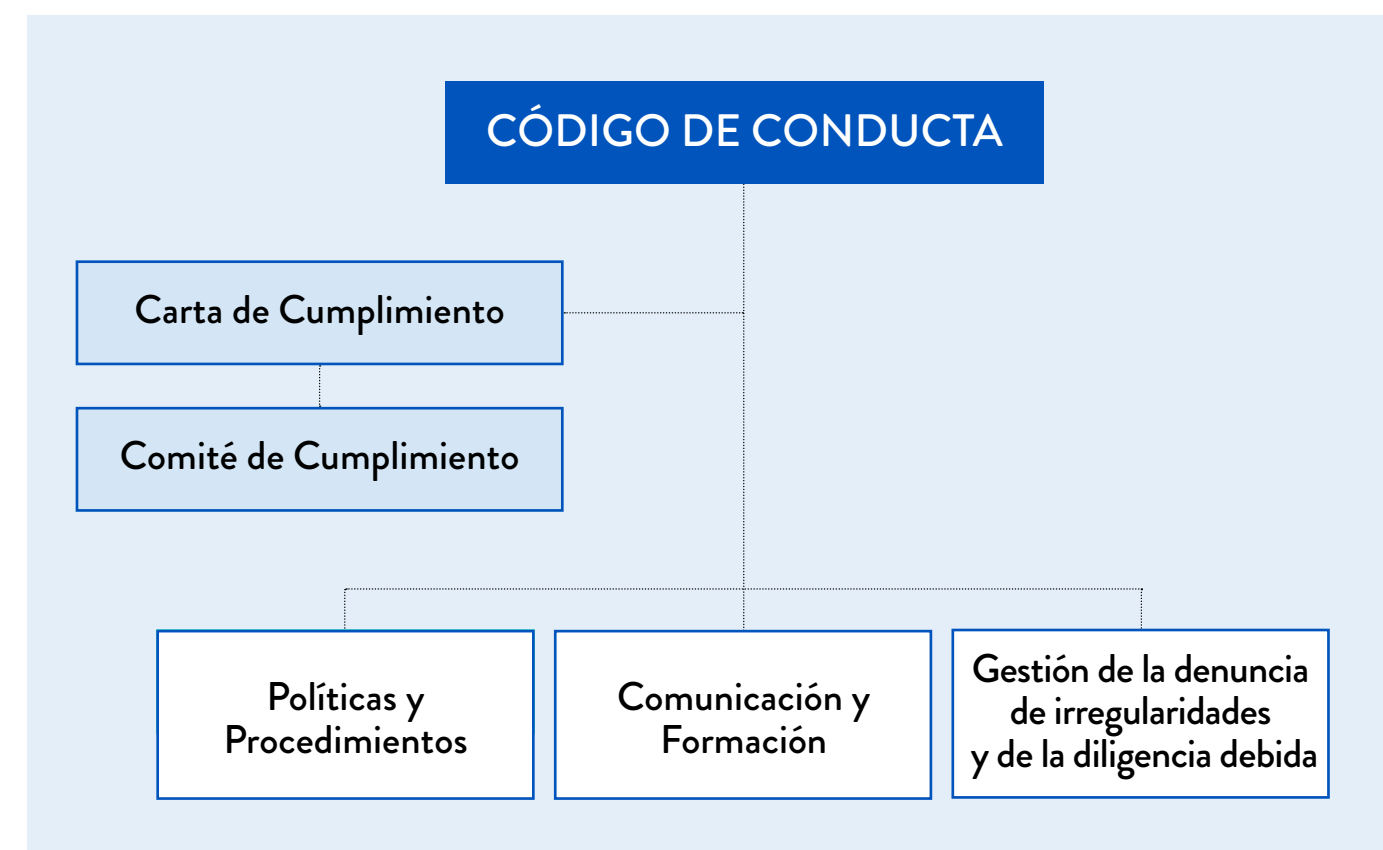 CÓDIGO DE CONDUCTA
Carta de Cumplimiento
Comité de Cumplimiento
Políticas y
Procedimientos
Comunicación y
Formación
Gestión de la denuncia
de irregularidades
y de la diligencia debida